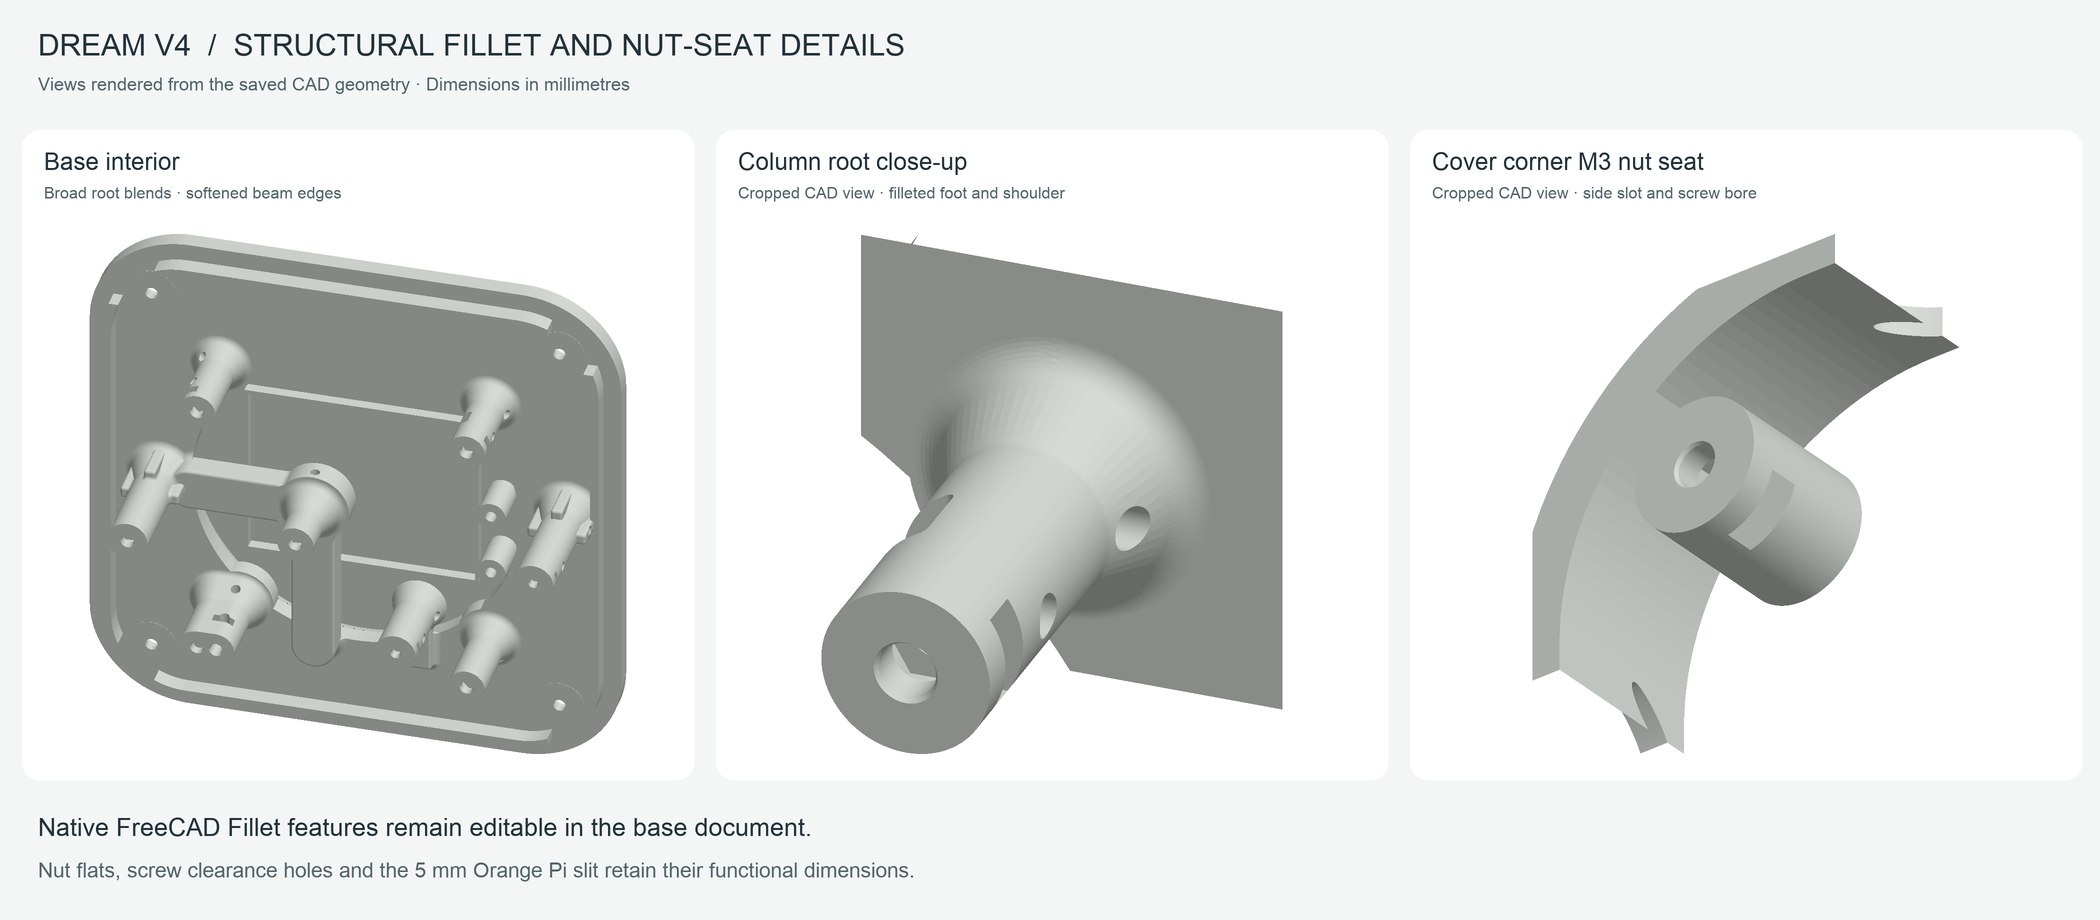 DREAM V4 / STRUCTURAL FILLET AND NUT-SEAT DETAILS
Views rendered from the saved CAD geometry · Dimensions in millimetres
Base interior
Broad root blends · softened beam edges
Column root close-up
Cropped CAD view · filleted foot and shoulder
Cover corner M3 nut seat
Cropped CAD view · side slot and screw bore
Native FreeCAD Fillet features remain editable in the base document.
Nut flats, screw clearance holes and the 5 mm Orange Pi slit retain their functional dimensions.